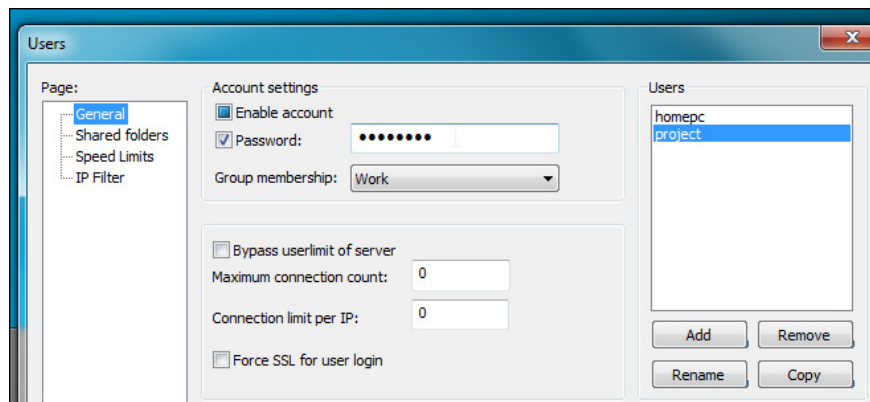 Users
Page:
General
Shared folders
Speed Limits
IP Filter
Account settings
Enable account
Password: ••••••••
Group membership: Work
Bypass userlimit of server
Maximum connection count: 0
Connection limit per IP: 0
Force SSL for user login
Users
homepc
project
Add Remove
Rename Copy